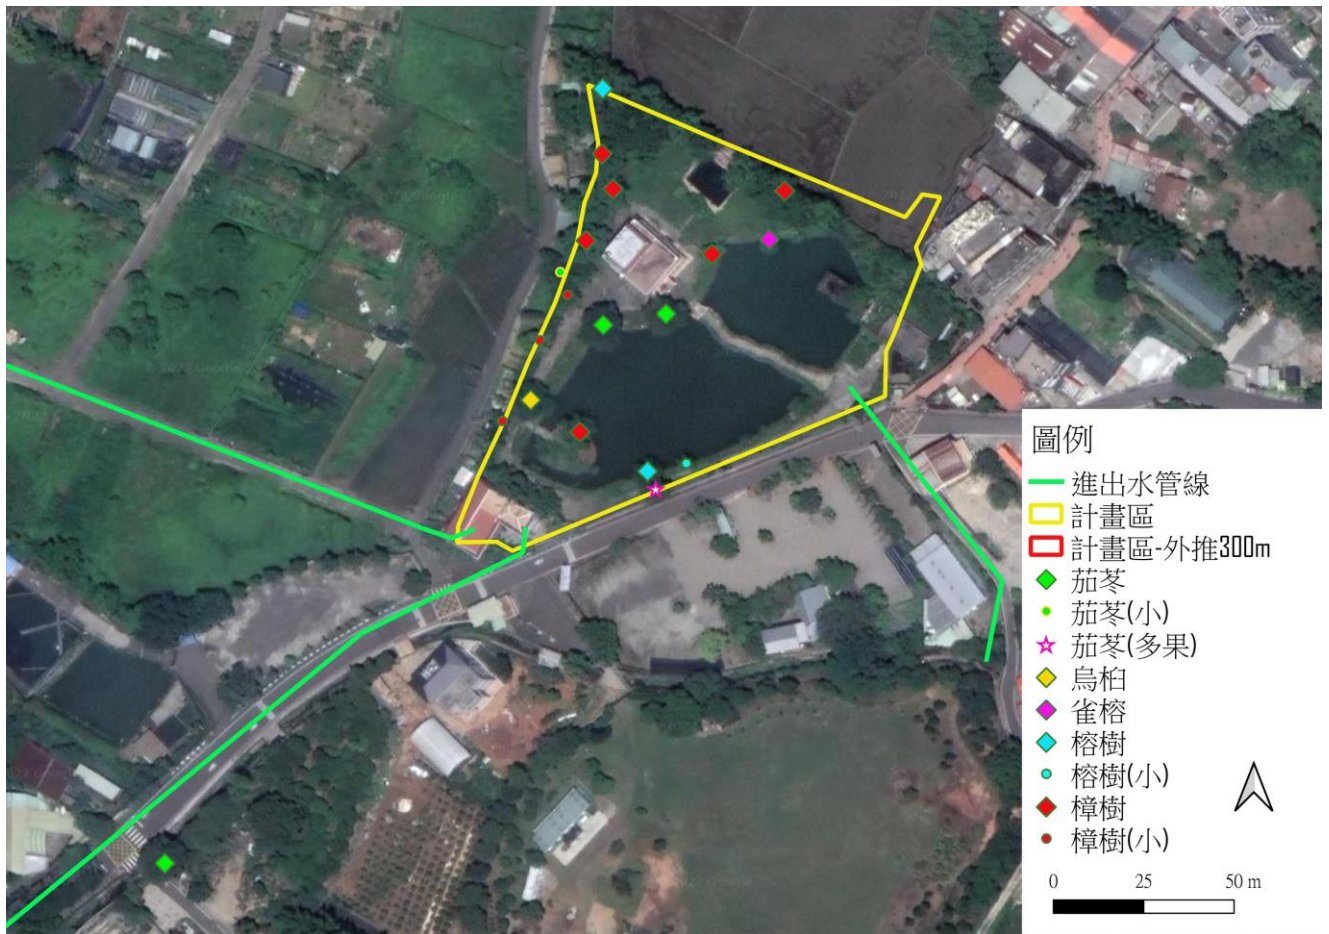 圖例
進出水管線
計畫區
計畫區-外推300m
茄苳
茄苳(小)
茄苳(多果)
烏桕
雀榕
榕樹
榕樹(小)
樟樹
樟樹(小)
0 25 50 m